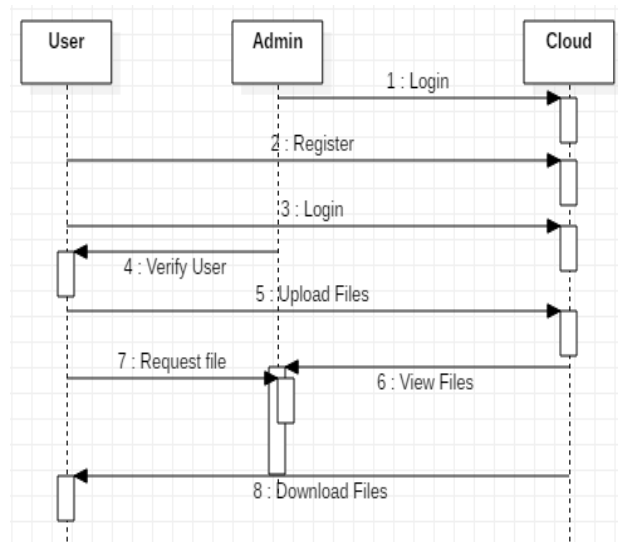 User
Admin
Cloud
1 : Login
2 : Register
3 : Login
4 : Verify User
5 : Upload Files
7 : Request file
6 : View Files
8 : Download Files